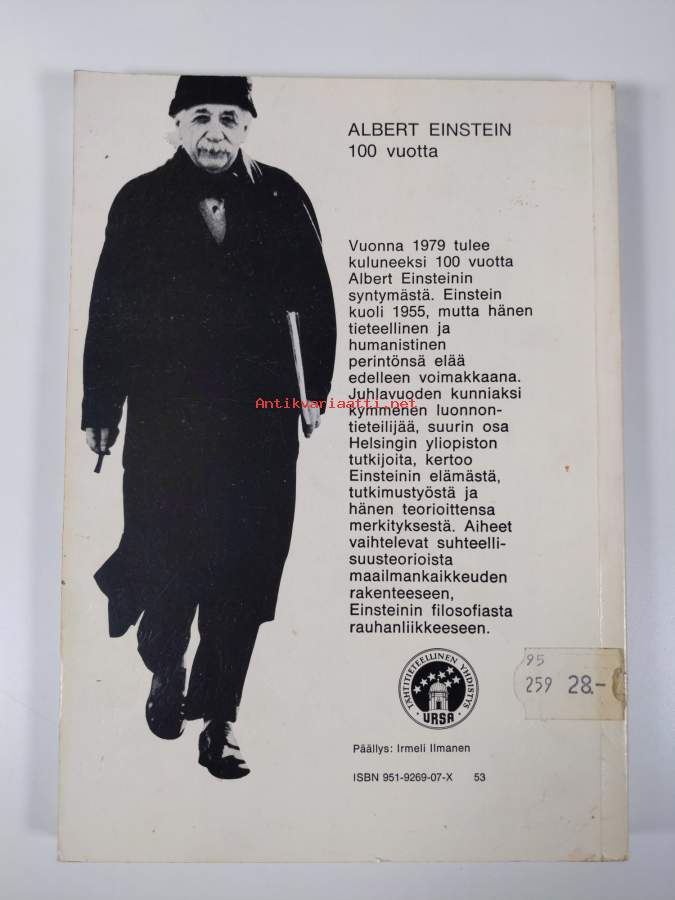 ALBERT EINSTEIN
100 vuotta
Vuonna 1979 tulee
kuluneeksi 100 vuotta
Albert Einsteinin
syntymästä. Einstein
kuoli 1955, mutta hänen
tieteellinen ja
humanistinen
perintönsä elää
edelleen voimakkaana.
Juhlavuoden kunniaksi
Antikvariaatti.net
kymmenen luonnon-
tieteilijää, suurin osa
Helsingin yliopiston
tutkijoita, kertoo
Einsteinin elämästä,
tutkimustyöstä ja
hänen teorioittensa
merkityksestä. Aiheet
vaihtelevat suhteelli-
suusteorioista
maailmankaikkeuden
rakenteeseen,
Einsteinin filosofiasta
rauhanliikkeeseen.
TÄHTITIETEELLINEN YHDISTYS
URSA
95
259 28.-
Päällys: Irmeli Ilmanen
ISBN 951-9269-07-X 53